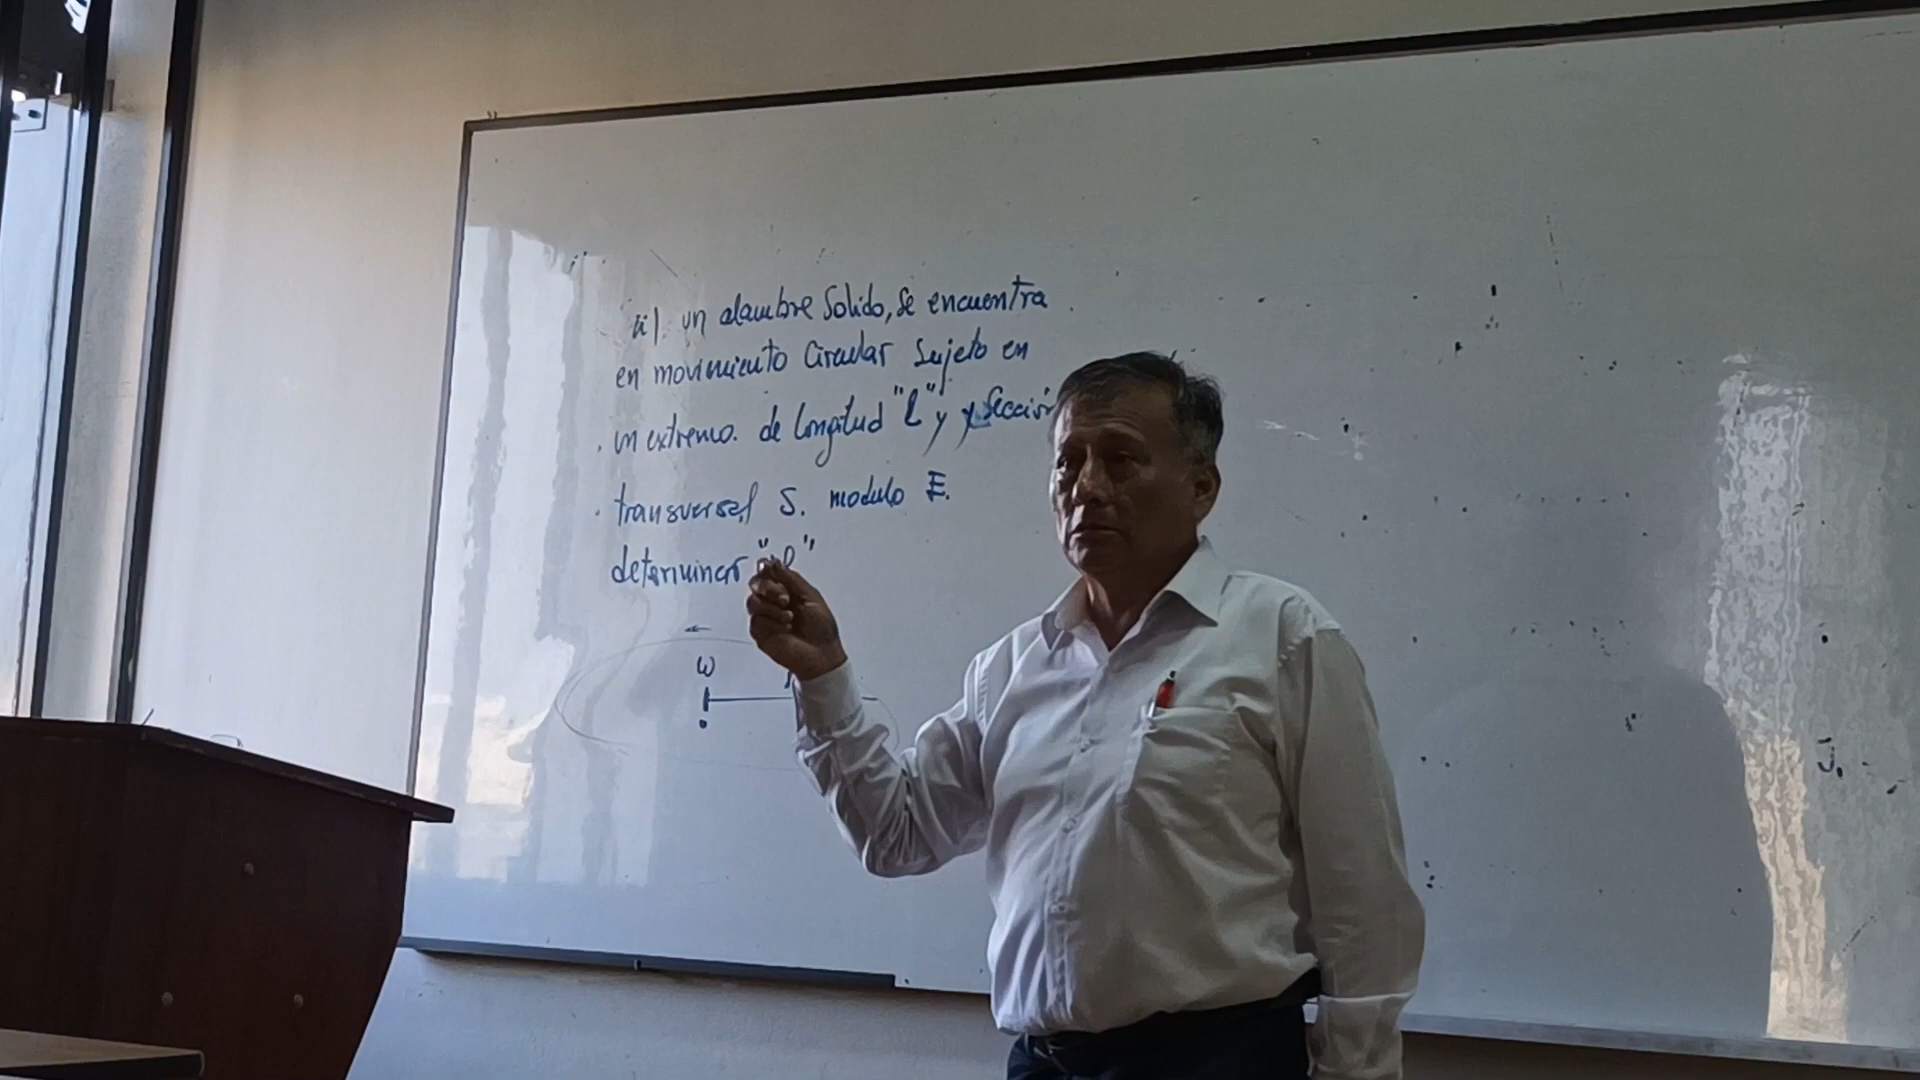 ii). un alambre solido, se encuentra
en movimiento circular sujeto en
un extremo. de longitud "l" y sección
transversal S. modulo E.
determinar
ω